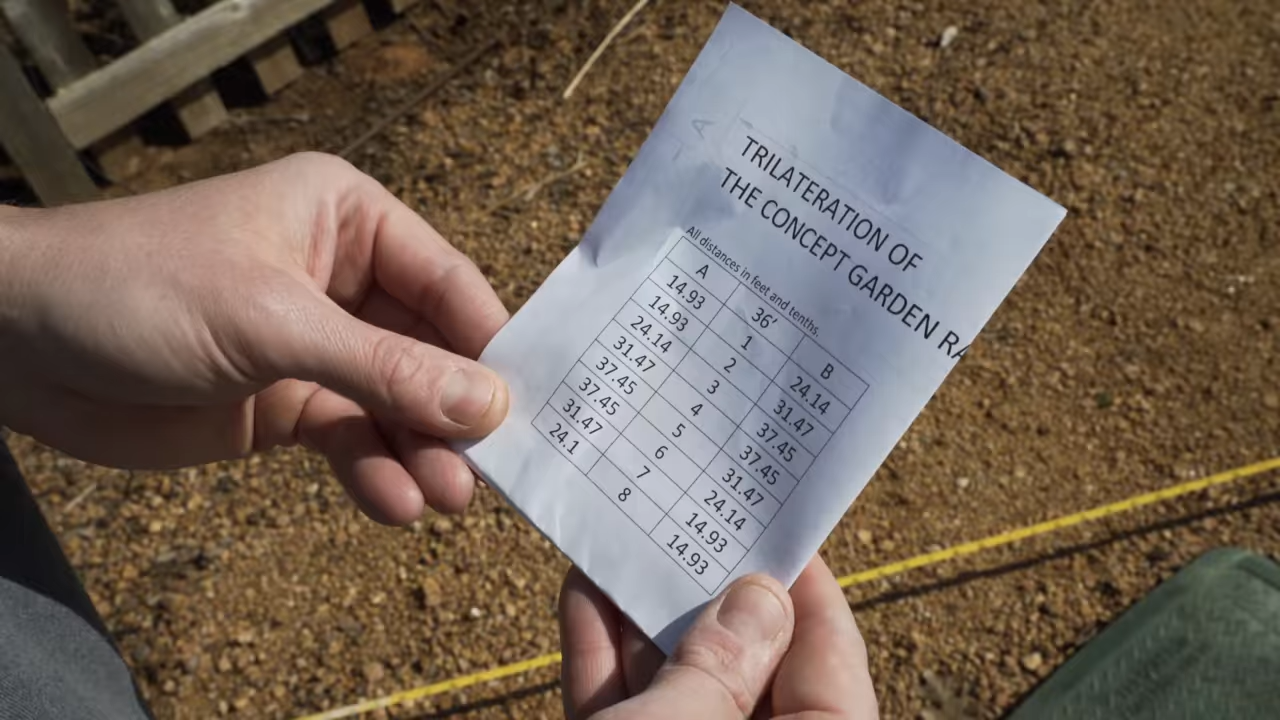 TRILATERATION OF
THE CONCEPT GARDEN RA
All distances in feet and tenths.
A 36' B
14.93 1 24.14
14.93 2 31.47
24.14 3 37.45
31.47 4 37.45
37.45 5 31.47
37.45 6 24.14
31.47 7 14.93
24.1 8 14.93